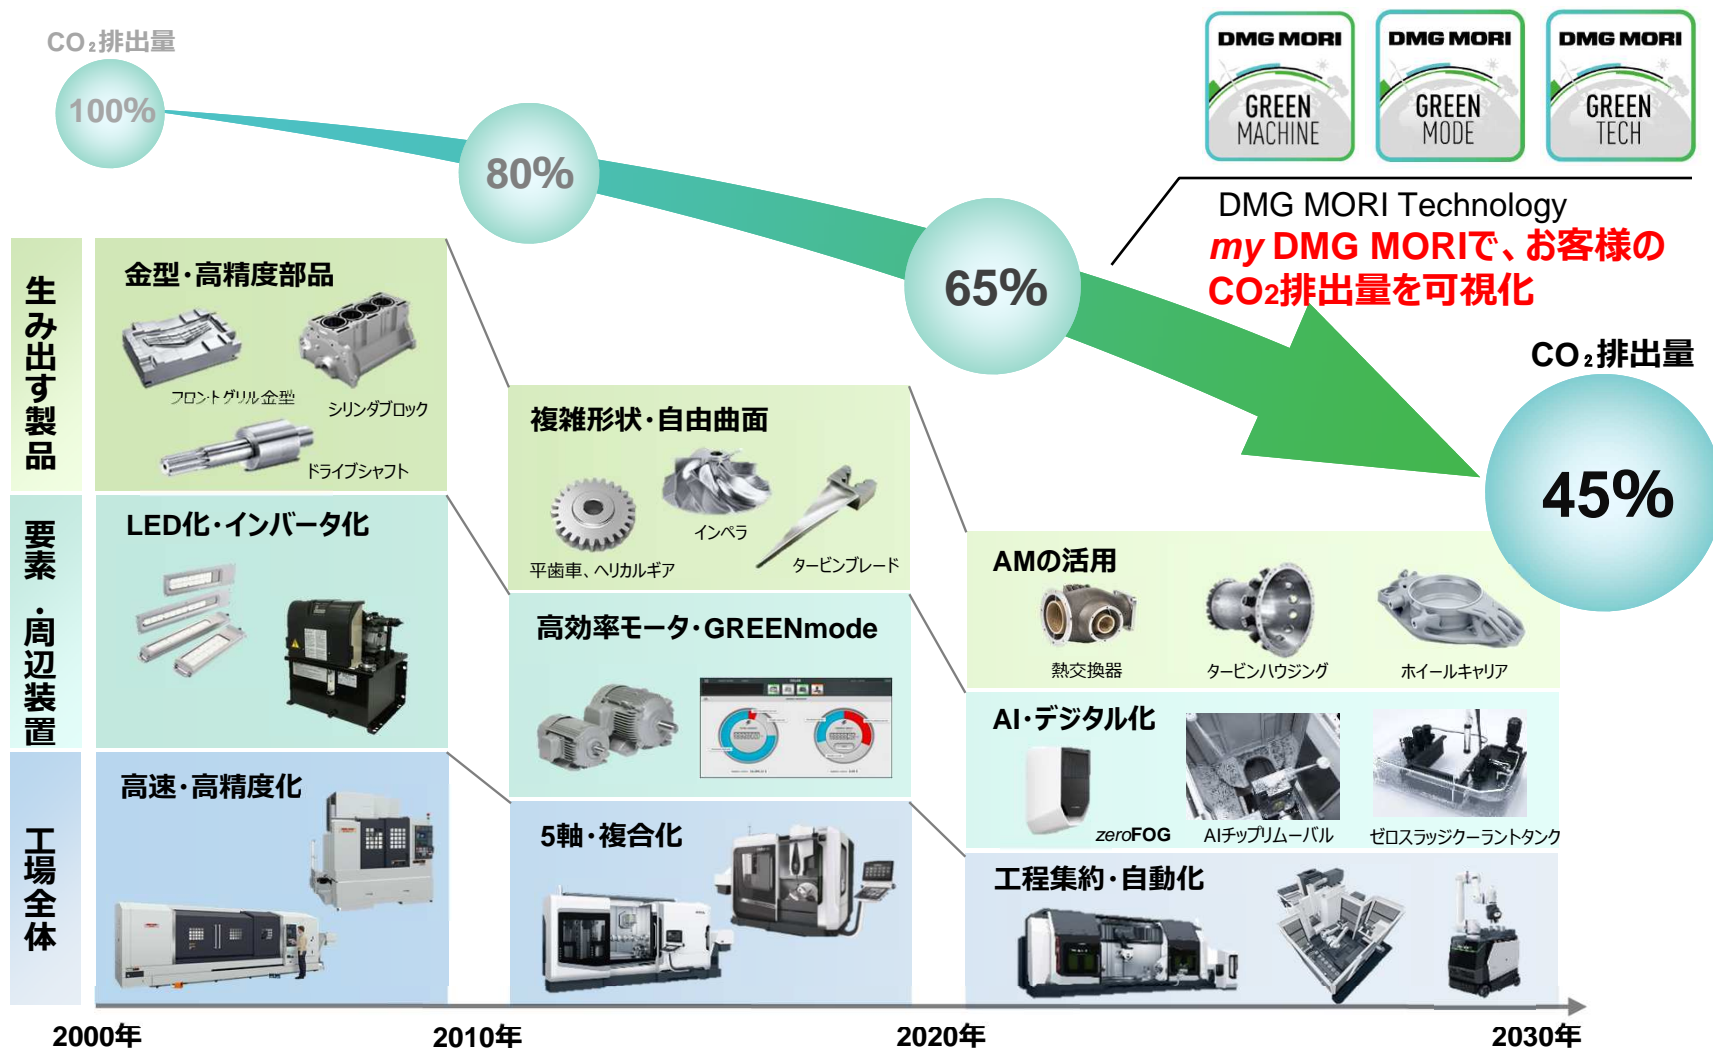 CO₂排出量
100%
80%
65%
CO₂排出量
45%
DMG MORI
GREEN
MACHINE
DMG MORI
GREEN
MODE
DMG MORI
GREEN
TECH
DMG MORI Technology
my DMG MORIで、お客様の
CO2排出量を可視化
生み出す製品
金型・高精度部品
フロントグリル金型
シリンダブロック
ドライブシャフト
複雑形状・自由曲面
平歯車、ヘリカルギア
インペラ
タービンブレード
AMの活用
熱交換器
タービンハウジング
ホイールキャリア
要素・周辺装置
LED化・インバータ化
高効率モータ・GREENmode
AI・デジタル化
zeroFOG
AIチップリムーバル
ゼロスラッジクーラントタンク
工場全体
高速・高精度化
5軸・複合化
工程集約・自動化
2000年
2010年
2020年
2030年